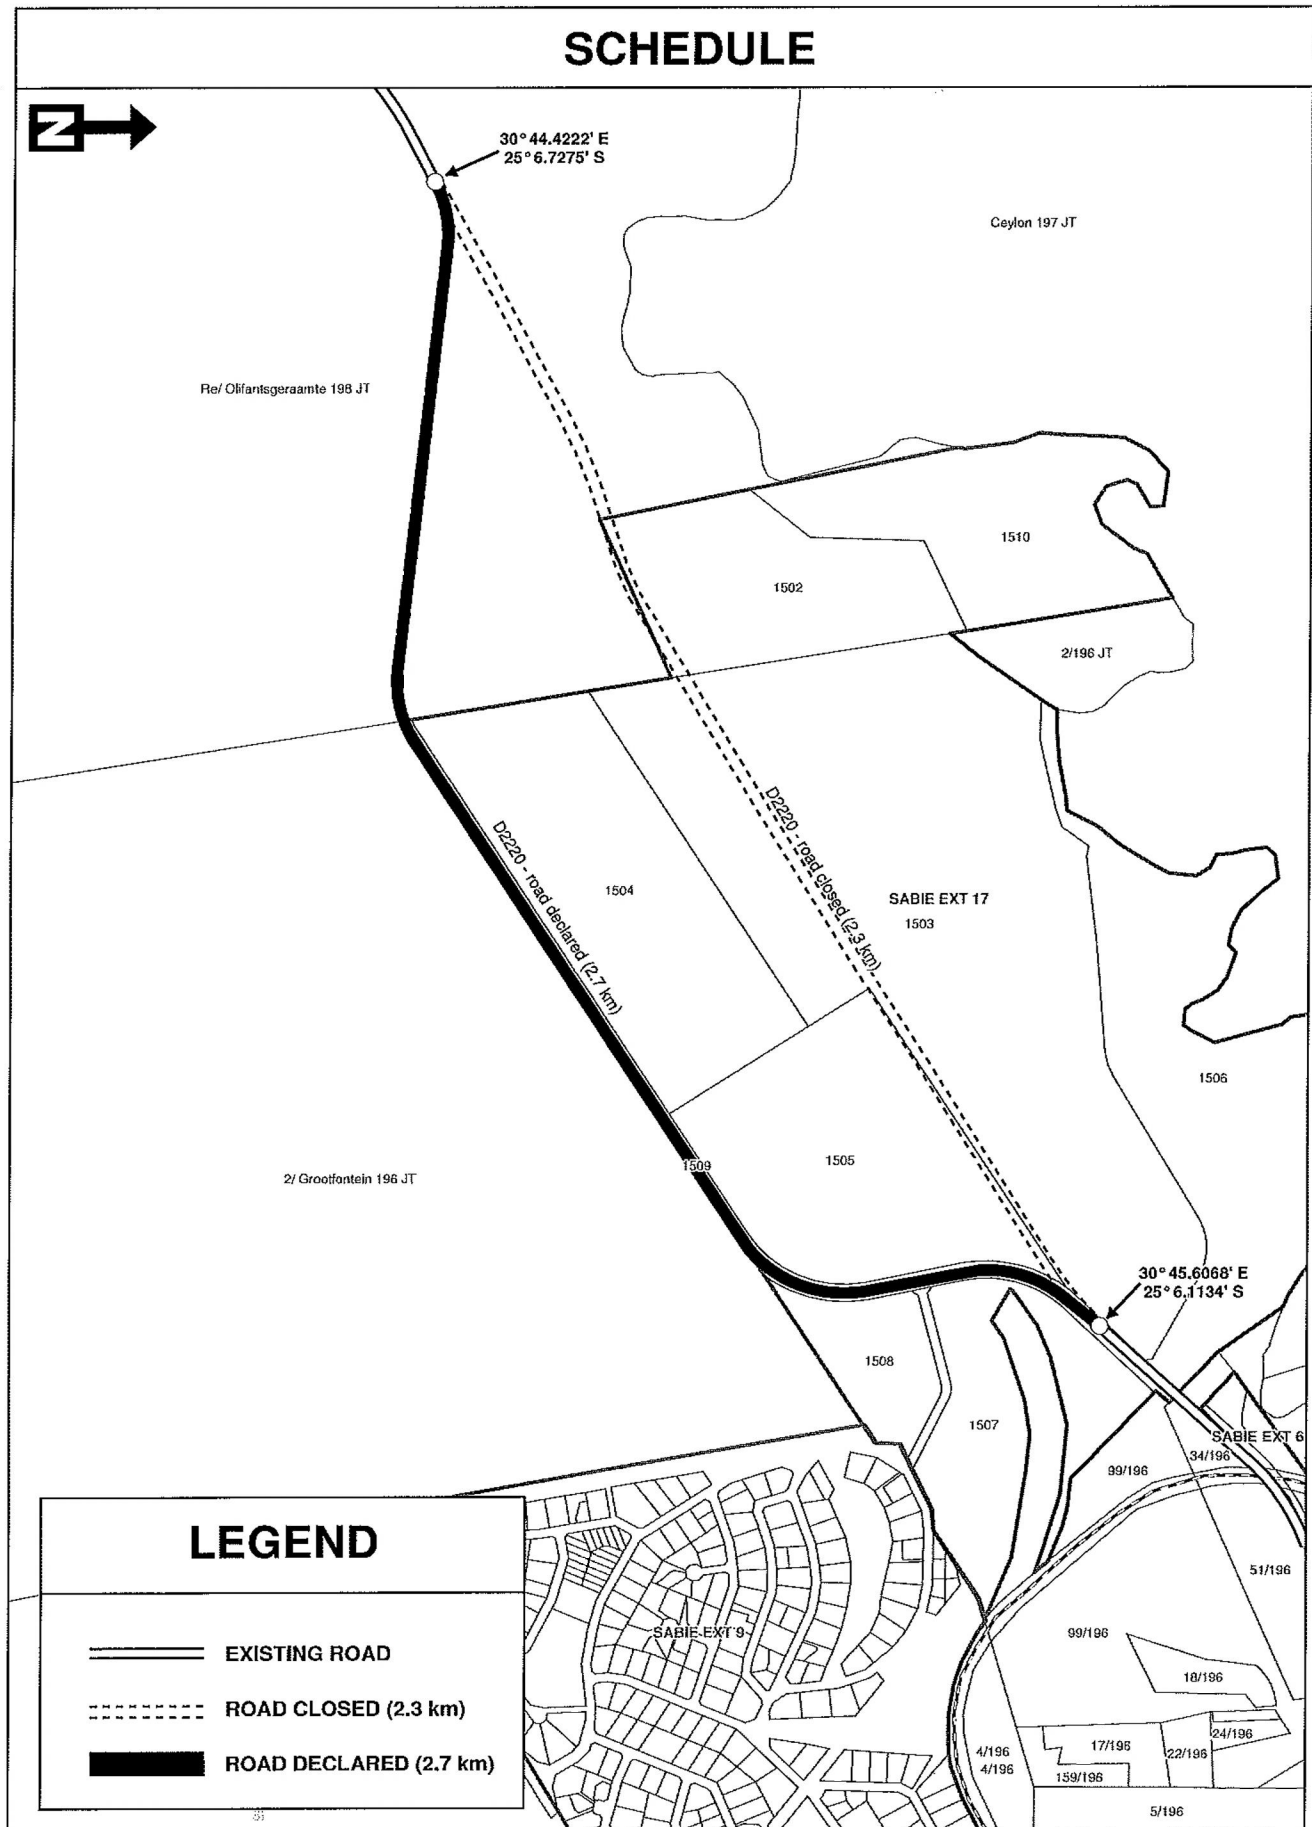 SCHEDULE
N
30° 44.4222' E
25° 6.7275' S
Ceylon 197 JT
Re/ Olifantsgeraamte 198 JT
1510
1502
2/196 JT
D2220 - road declared (2.7 km)
D2220 - road closed (2.3 km)
1504
SABIE EXT 17
1503
1506
1509
1505
2/ Grootfontein 196 JT
30° 45.6068' E
25° 6.1134' S
1508
1507
SABIE EXT 6
34/196
99/196
51/196
SABIE EXT 9
99/196
18/196
24/196
17/196
22/196
4/196
4/196
159/196
5/196
LEGEND
EXISTING ROAD
ROAD CLOSED (2.3 km)
ROAD DECLARED (2.7 km)